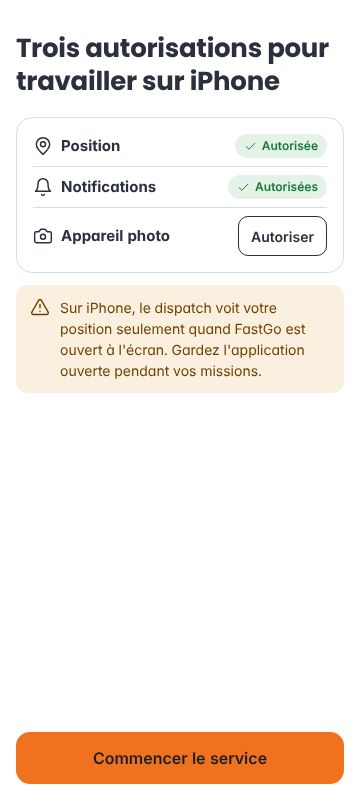 Trois autorisations pour
travailler sur iPhone
Position
Autorisée
Notifications
Autorisées
Appareil photo
Autoriser
Sur iPhone, le dispatch voit votre
position seulement quand FastGo est
ouvert à l'écran. Gardez l'application
ouverte pendant vos missions.
Commencer le service